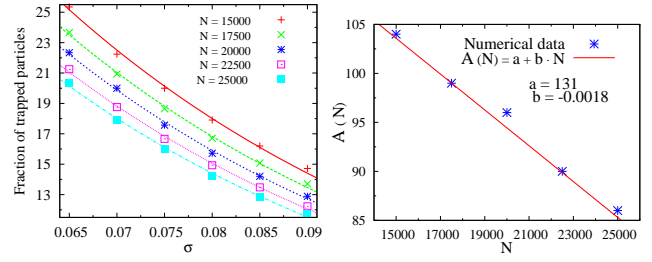 Fraction of trapped particles
25
23
21
19
17
15
13
0.065 0.07 0.075 0.08 0.085 0.09
σ
N = 15000
N = 17500
N = 20000
N = 22500
N = 25000
A (N)
105
100
95
90
85
15000 17000 19000 21000 23000 25000
N
Numerical data
A (N) = a + b · N
a = 131
b = -0.0018